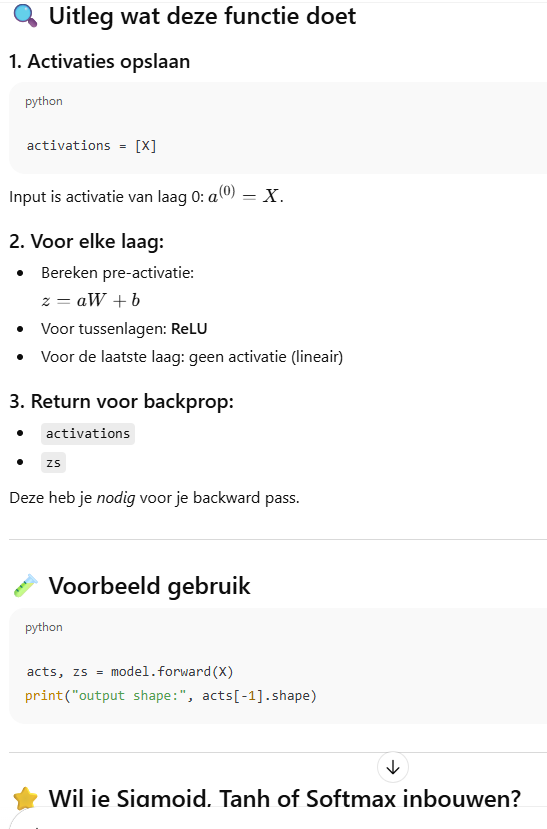 🔍 Uitleg wat deze functie doet
1. Activaties opslaan
python
activations = [X]
Input is activatie van laag 0: a^(0) = X.
2. Voor elke laag:
• Bereken pre-activatie:
z = aW + b
• Voor tussenlagen: ReLU
• Voor de laatste laag: geen activatie (lineair)
3. Return voor backprop:
• activations
• zs
Deze heb je nodig voor je backward pass.
🧪 Voorbeeld gebruik
python
acts, zs = model.forward(X)
print("output shape:", acts[-1].shape)
⭐ Wil je Sigmoid, Tanh of Softmax inbouwen?